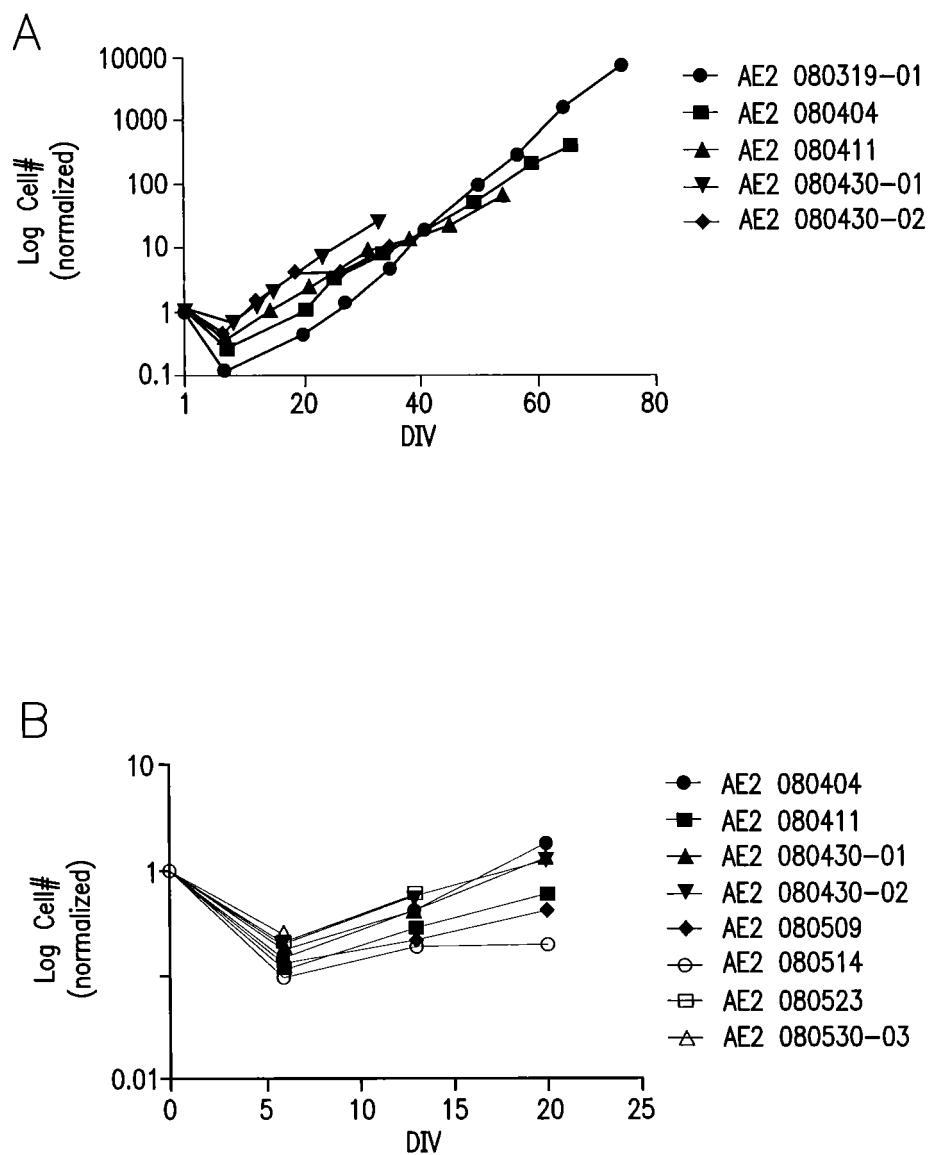 A
Log Cell#
(normalized)
10000
1000
100
10
1
0.1
1
20
40
60
80
DIV
AE2 080319-01
AE2 080404
AE2 080411
AE2 080430-01
AE2 080430-02
B
Log Cell#
(normalized)
10
1
0.01
0
5
10
15
20
25
DIV
AE2 080404
AE2 080411
AE2 080430-01
AE2 080430-02
AE2 080509
AE2 080514
AE2 080523
AE2 080530-03